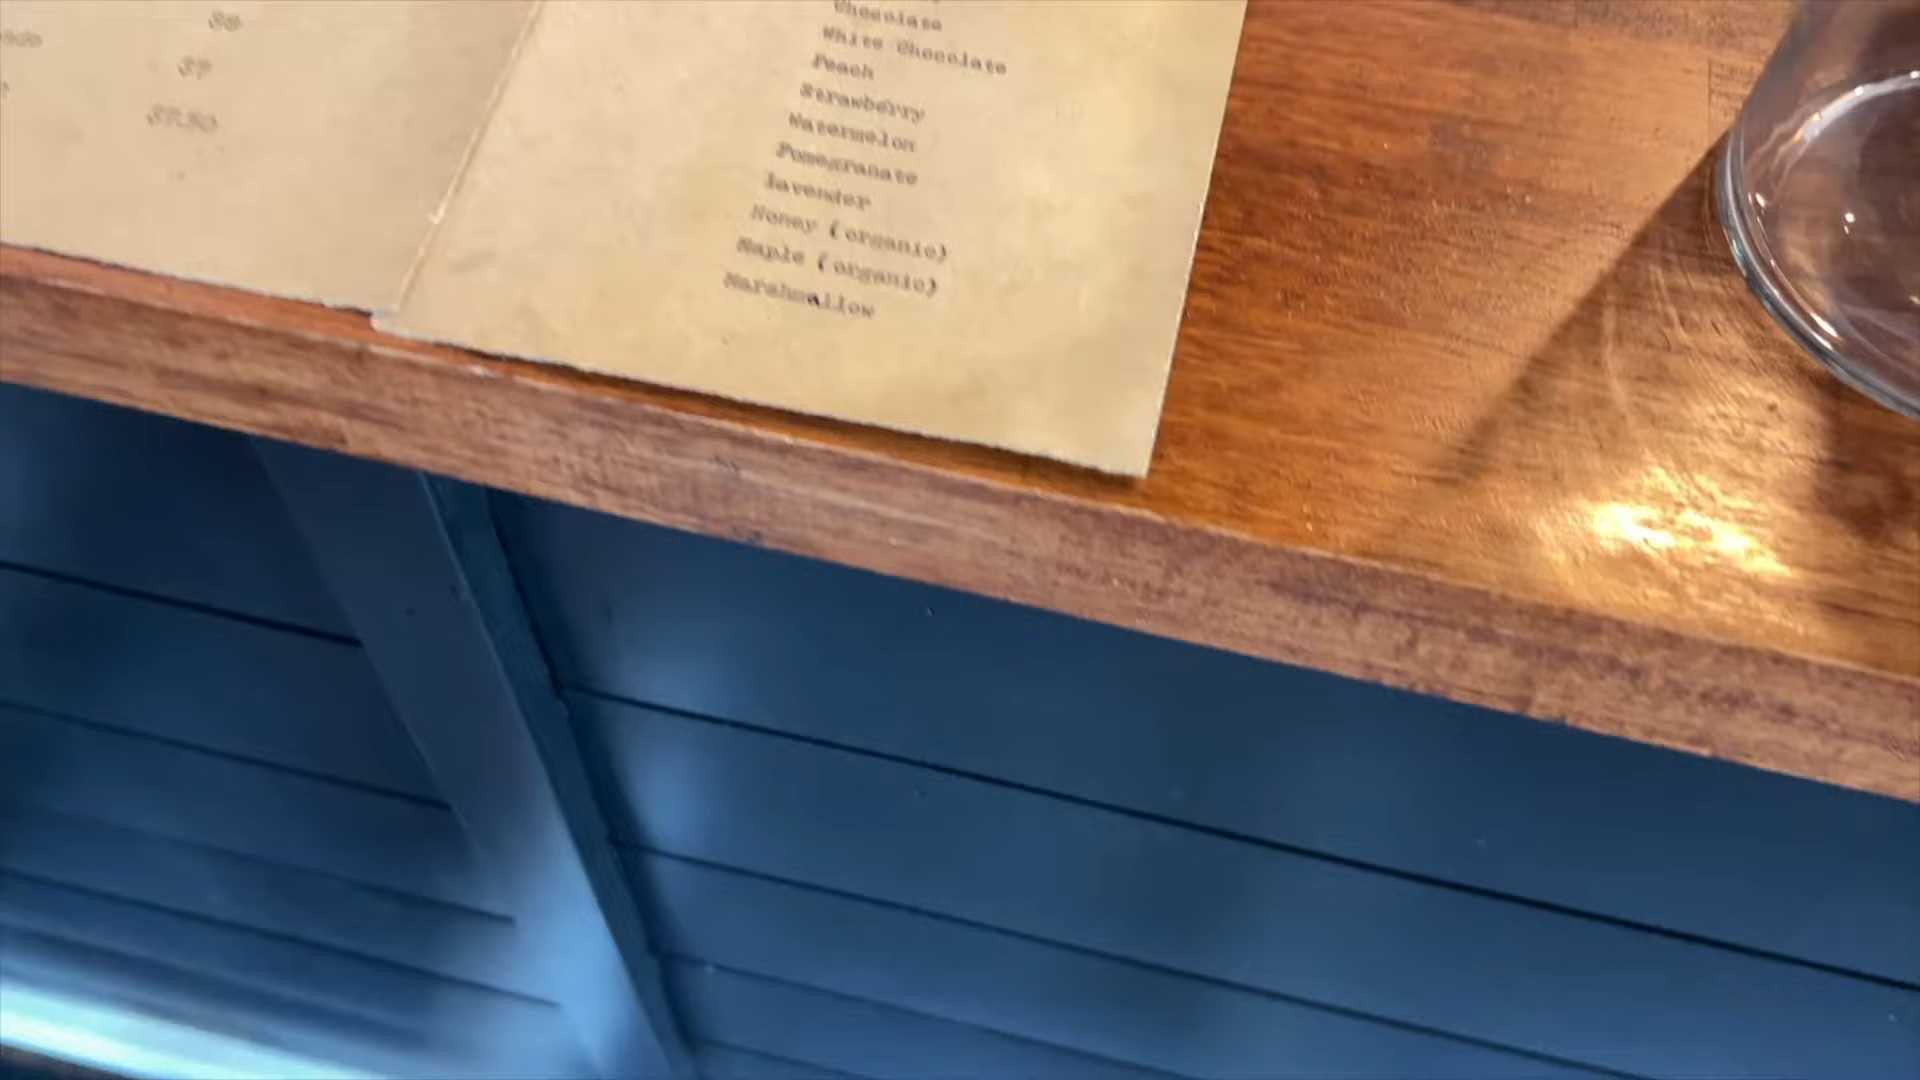 $7.50
Chocolate
White Chocolate
Peach
Strawberry
Watermelon
Pomegranate
lavender
Honey (organic)
Maple (organic)
Marshmallow